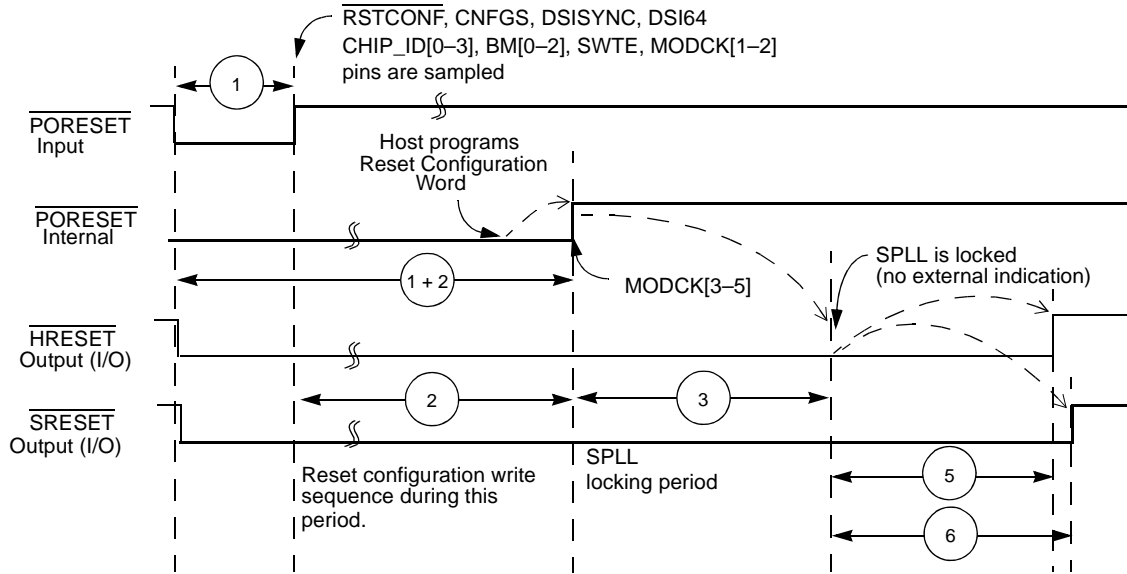 RSTCONF, CNFGS, DSISYNC, DSI64
CHIP_ID[0–3], BM[0–2], SWTE, MODCK[1–2]
pins are sampled
1
PORESET
Input
Host programs
Reset Configuration
Word
PORESET
Internal
1 + 2
MODCK[3–5]
SPLL is locked
(no external indication)
HRESET
Output (I/O)
2
3
SRESET
Output (I/O)
Reset configuration write
sequence during this
period.
SPLL
locking period
5
6